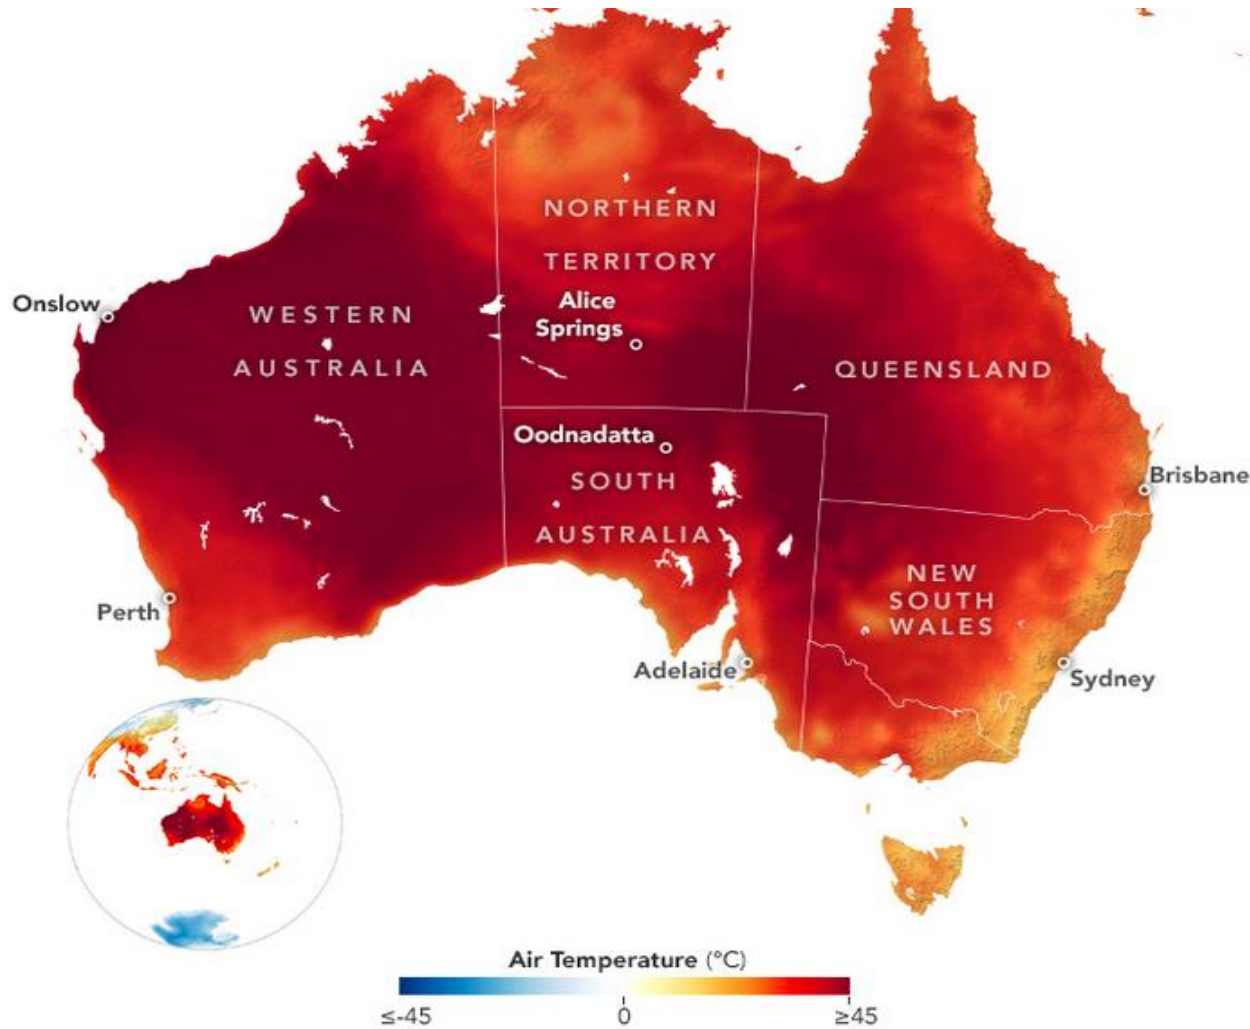 NORTHERN
TERRITORY
Alice
Springs
Onslow
WESTERN
AUSTRALIA
QUEENSLAND
Oodnadatta
SOUTH
AUSTRALIA
Brisbane
NEW
SOUTH
WALES
Perth
Adelaide
Sydney
Air Temperature (°C)
≤-45 0 ≥45